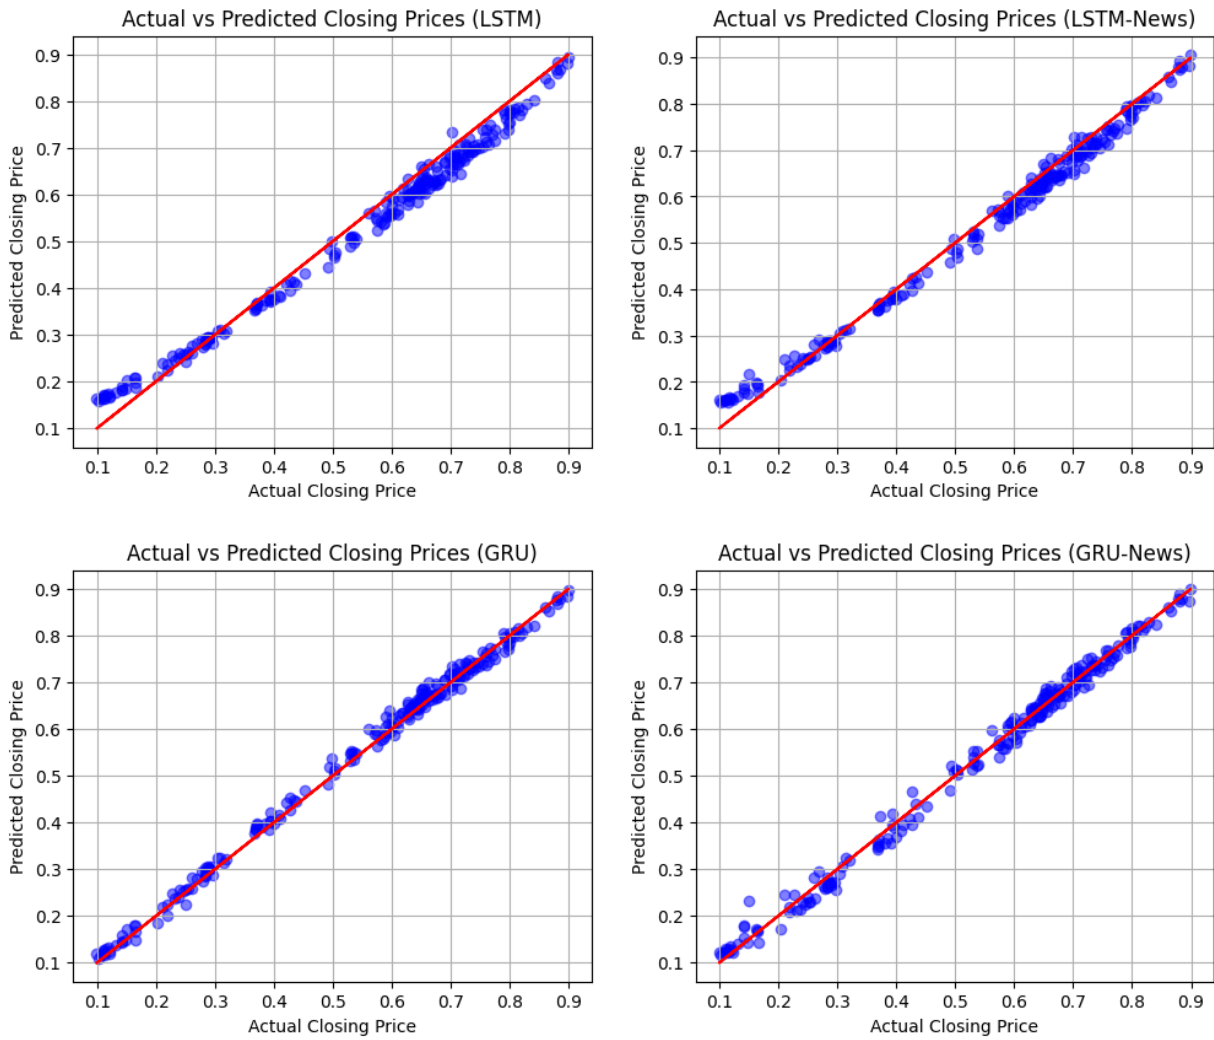 Actual vs Predicted Closing Prices (LSTM)
Predicted Closing Price
0.9
0.8
0.7
0.6
0.5
0.4
0.3
0.2
0.1
0.1 0.2 0.3 0.4 0.5 0.6 0.7 0.8 0.9
Actual Closing Price
Actual vs Predicted Closing Prices (LSTM-News)
Predicted Closing Price
0.9
0.8
0.7
0.6
0.5
0.4
0.3
0.2
0.1
0.1 0.2 0.3 0.4 0.5 0.6 0.7 0.8 0.9
Actual Closing Price
Actual vs Predicted Closing Prices (GRU)
Predicted Closing Price
0.9
0.8
0.7
0.6
0.5
0.4
0.3
0.2
0.1
0.1 0.2 0.3 0.4 0.5 0.6 0.7 0.8 0.9
Actual Closing Price
Actual vs Predicted Closing Prices (GRU-News)
Predicted Closing Price
0.9
0.8
0.7
0.6
0.5
0.4
0.3
0.2
0.1
0.1 0.2 0.3 0.4 0.5 0.6 0.7 0.8 0.9
Actual Closing Price